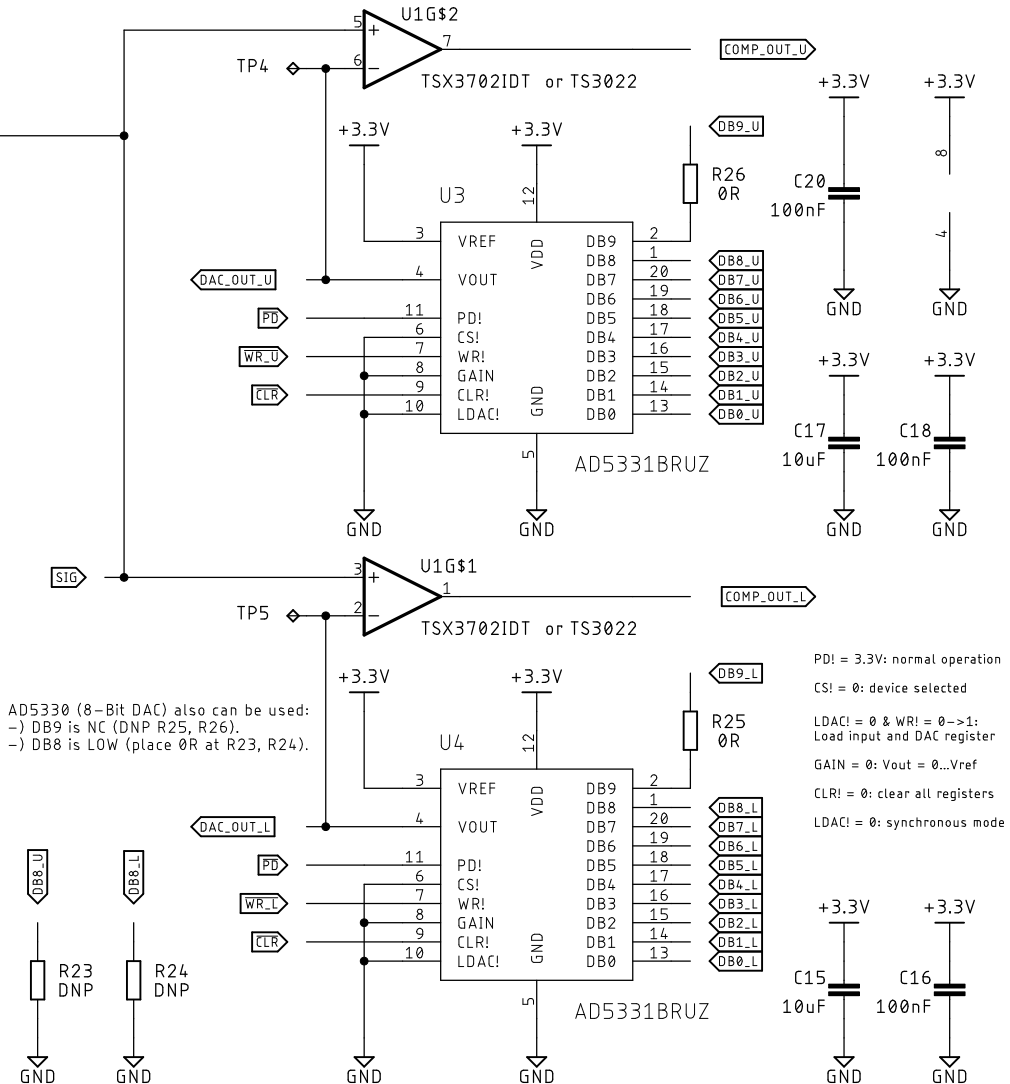 U1G$2
5
+
7
COMP_OUT_U
TP4
6
−
TSX3702IDT or TS3022
+3.3V
+3.3V
+3.3V
+3.3V
DB9_U
8
R26
0R
C20
100nF
U3
12
4
3
VREF
VDD
DB9
2
DB8
1
DB8_U
DAC_OUT_U
4
VOUT
DB7
20
DB7_U
DB6
19
DB6_U
PD
11
PD!
DB5
18
DB5_U
GND
GND
6
CS!
DB4
17
DB4_U
WR_U
7
WR!
DB3
16
DB3_U
8
GAIN
DB2
15
DB2_U
+3.3V
+3.3V
CLR
9
CLR!
GND
DB1
14
DB1_U
10
LDAC!
DB0
13
DB0_U
5
AD5331BRUZ
C17
10uF
C18
100nF
GND
GND
GND
GND
SIG
U1G$1
3
+
1
COMP_OUT_L
TP5
2
−
TSX3702IDT or TS3022
+3.3V
+3.3V
DB9_L
PD! = 3.3V: normal operation
CS! = 0: device selected
LDAC! = 0 & WR! = 0->1:
Load input and DAC register
GAIN = 0: Vout = 0...Vref
CLR! = 0: clear all registers
LDAC! = 0: synchronous mode
AD5330 (8-Bit DAC) also can be used:
-) DB9 is NC (DNP R25, R26).
-) DB8 is LOW (place 0R at R23, R24).
R25
0R
U4
12
3
VREF
VDD
DB9
2
DB8
1
DB8_L
DAC_OUT_L
4
VOUT
DB7
20
DB7_L
DB6
19
DB6_L
PD
11
PD!
DB5
18
DB5_L
6
CS!
DB4
17
DB4_L
WR_L
7
WR!
DB3
16
DB3_L
8
GAIN
DB2
15
DB2_L
CLR
9
CLR!
GND
DB1
14
DB1_L
10
LDAC!
DB0
13
DB0_L
5
AD5331BRUZ
DB8_U
DB8_L
R23
DNP
R24
DNP
+3.3V
+3.3V
C15
10uF
C16
100nF
GND
GND
GND
GND
GND
GND